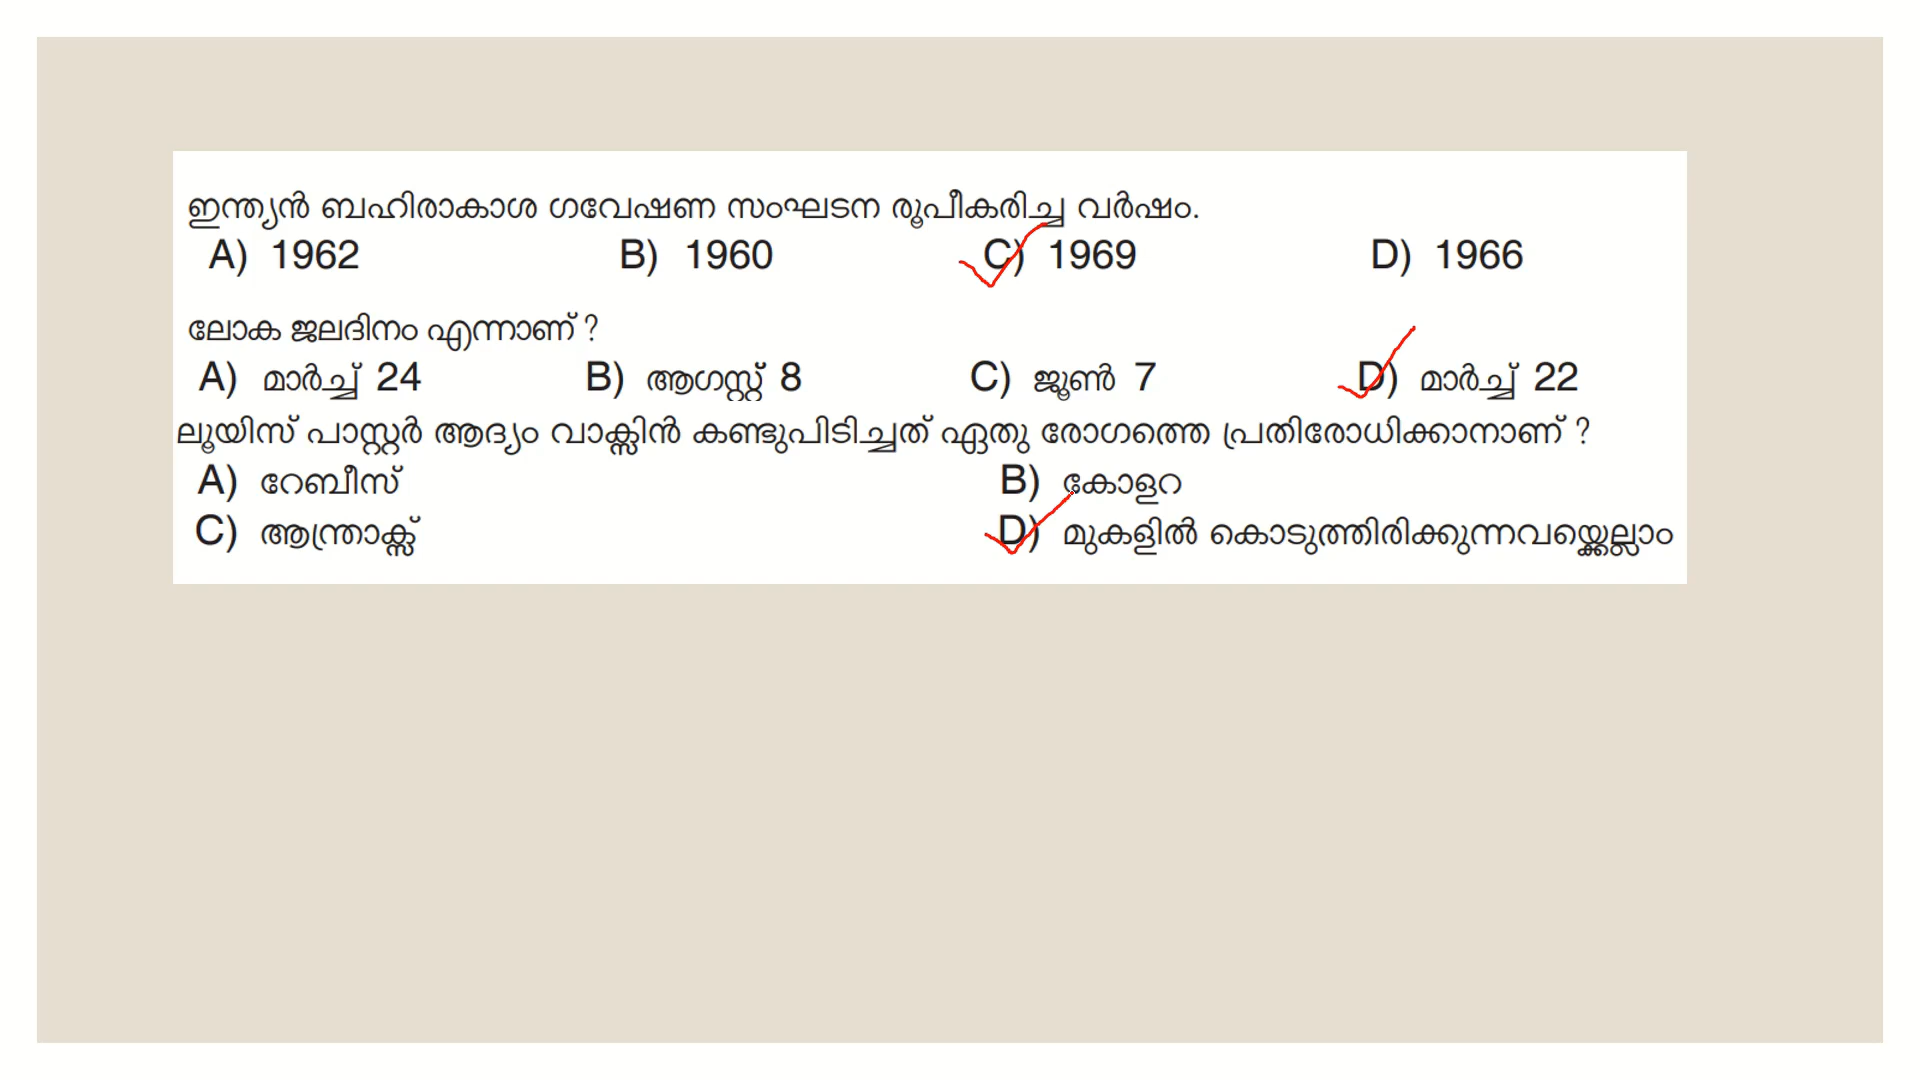 ഇന്ത്യൻ ബഹിരാകാശ ഗവേഷണ സംഘടന രൂപീകരിച്ച വർഷം.
A) 1962 B) 1960 C) 1969 D) 1966
ലോക ജലദിനം എന്നാണ് ?
A) മാർച്ച് 24 B) ആഗസ്റ്റ് 8 C) ജൂൺ 7 D) മാർച്ച് 22
ലൂയിസ് പാസ്റ്റർ ആദ്യം വാക്സിൻ കണ്ടുപിടിച്ചത് ഏതു രോഗത്തെ പ്രതിരോധിക്കാനാണ് ?
A) റേബീസ് B) കോളറ
C) ആന്ത്രാക്സ് D) മുകളിൽ കൊടുത്തിരിക്കുന്നവയ്ക്കെല്ലാം